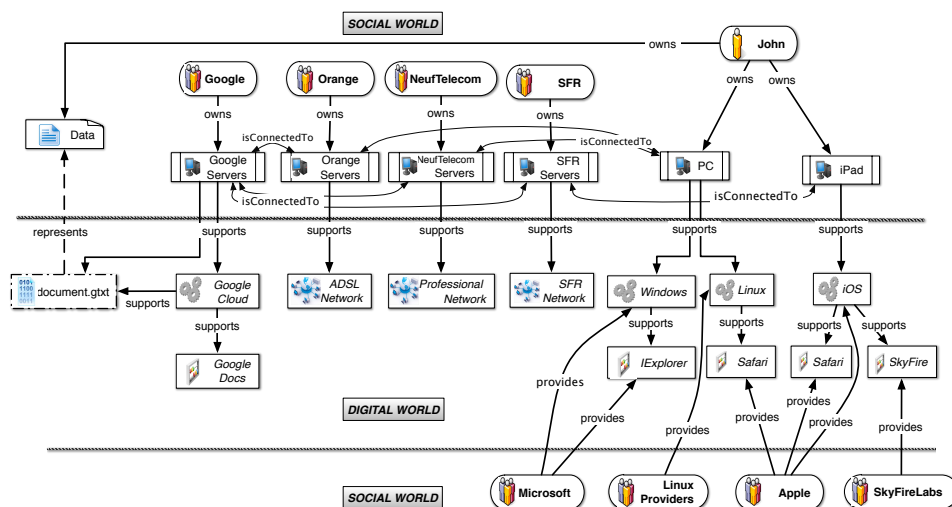 SOCIAL WORLD
owns
John
Google
Orange
NeufTelecom
SFR
owns
owns
owns
owns
owns
owns
Data
isConnectedTo
isConnectedTo
Google
Servers
Orange
Servers
NeufTelecom
Servers
SFR
Servers
PC
iPad
isConnectedTo
isConnectedTo
represents
supports
supports
supports
supports
supports
supports
010
1100
1111
0011
document.gtxt
supports
Google
Cloud
ADSL
Network
Professional
Network
SFR
Network
Windows
Linux
iOS
supports
supports
supports
supports
supports
Google
Docs
IExplorer
Safari
Safari
SkyFire
provides
DIGITAL WORLD
provides
provides
provides
provides
provides
provides
SOCIAL WORLD
Microsoft
Linux
Providers
Apple
SkyFireLabs